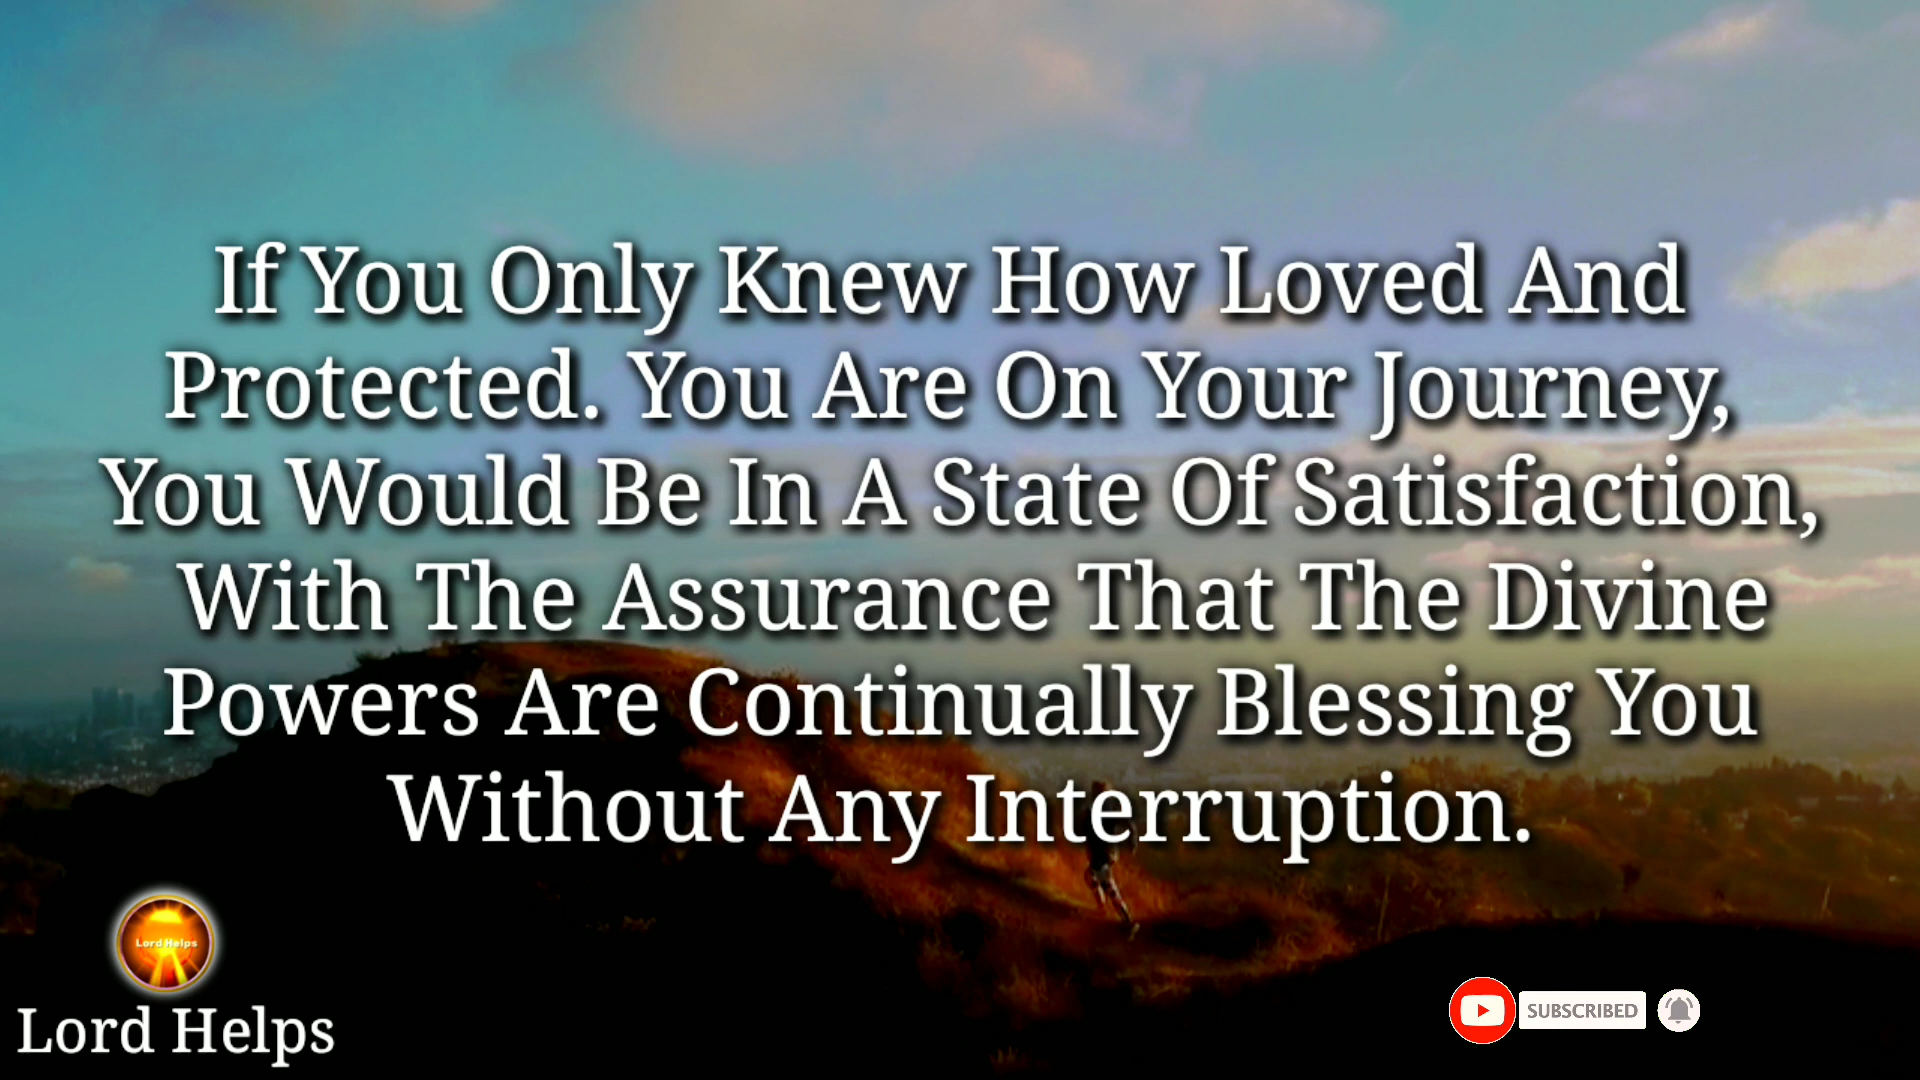 If You Only Knew How Loved And
Protected. You Are On Your Journey,
You Would Be In A State Of Satisfaction,
With The Assurance That The Divine
Powers Are Continually Blessing You
Without Any Interruption.
Lord Helps
Lord Helps
SUBSCRIBED